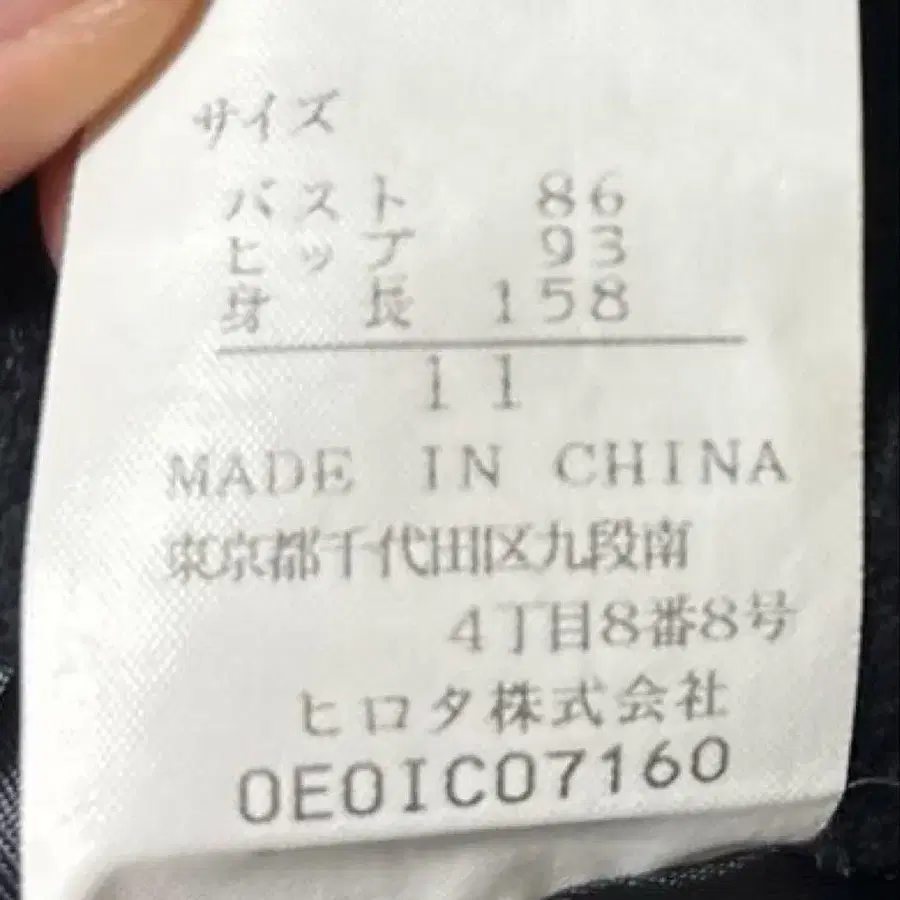 サイズ
バスト 86
ヒップ 93
身長 158
11
MADE IN CHINA
東京都千代田区九段南
4丁目8番8号
ヒロタ株式会社
0E0IC07160